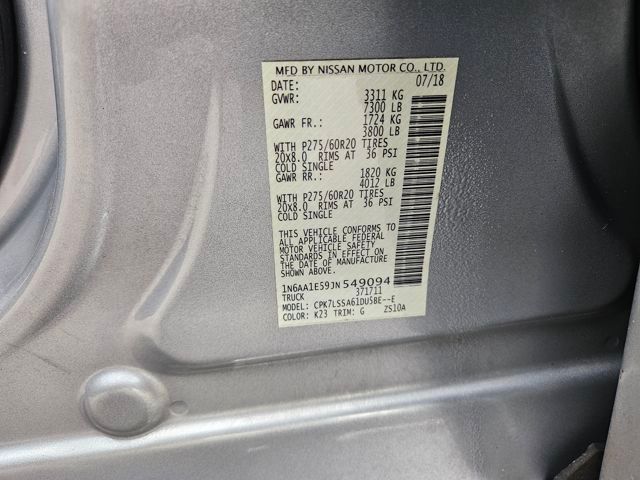 MFD BY NISSAN MOTOR CO., LTD.
DATE: 07/18
GVWR: 3311 KG
7300 LB
GAWR FR.: 1724 KG
3800 LB
WITH P275/60R20 TIRES
20X8.0 RIMS AT 36 PSI
COLD SINGLE
GAWR RR.: 1820 KG
4012 LB
WITH P275/60R20 TIRES
20X8.0 RIMS AT 36 PSI
COLD SINGLE
THIS VEHICLE CONFORMS TO
ALL APPLICABLE FEDERAL
MOTOR VEHICLE SAFETY
STANDARDS IN EFFECT ON
THE DATE OF MANUFACTURE
SHOWN ABOVE.
1N6AA1E59JN549094
TRUCK 371711
MODEL: CPK7LSSA61DU5BE--E
COLOR: K23 TRIM: G ZS10A